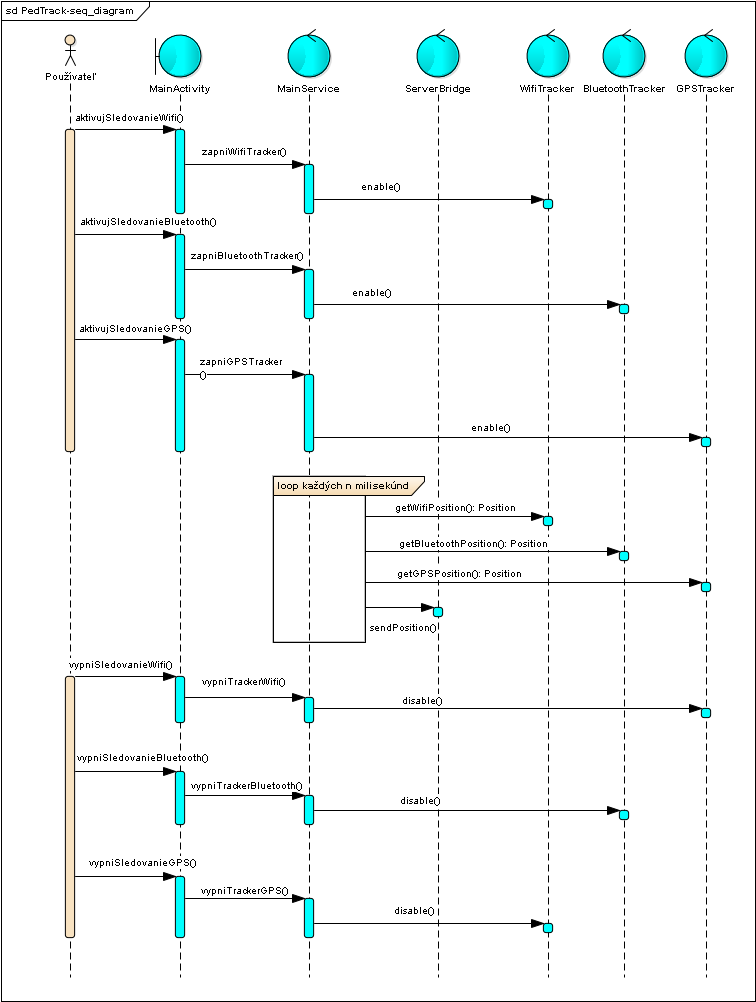 sd PedTrack-seq_diagram
Používateľ
MainActivity
MainService
ServerBridge
WifiTracker
BluetoothTracker
GPSTracker
aktivujSledovanieWifi()
zapniWifiTracker()
enable()
aktivujSledovanieBluetooth()
zapniBluetoothTracker()
enable()
aktivujSledovanieGPS()
zapniGPSTracker
()
enable()
loop každých n milisekúnd
getWifiPosition(): Position
getBluetoothPosition(): Position
getGPSPosition(): Position
sendPosition()
vypniSledovanieWifi()
vypniTrackerWifi()
disable()
vypniSledovanieBluetooth()
vypniTrackerBluetooth()
disable()
vypniSledovanieGPS()
vypniTrackerGPS()
disable()